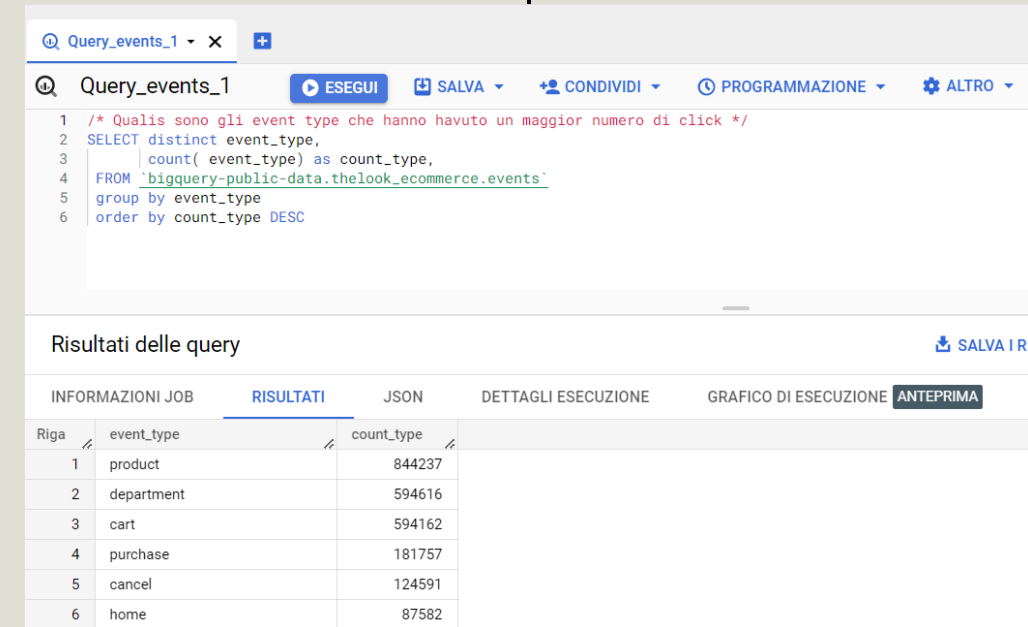 Query_events_1
Query_events_1 ESEGUI SALVA CONDIVIDI PROGRAMMAZIONE ALTRO
1 /* Qualis sono gli event type che hanno havuto un maggior numero di click */
2 SELECT distinct event_type,
3 count( event_type) as count_type,
4 FROM `bigquery-public-data.thelook_ecommerce.events`
5 group by event_type
6 order by count_type DESC
Risultati delle query SALVA I R
INFORMAZIONI JOB RISULTATI JSON DETTAGLI ESECUZIONE GRAFICO DI ESECUZIONE ANTEPRIMA
Riga event_type count_type
1 product 844237
2 department 594616
3 cart 594162
4 purchase 181757
5 cancel 124591
6 home 87582